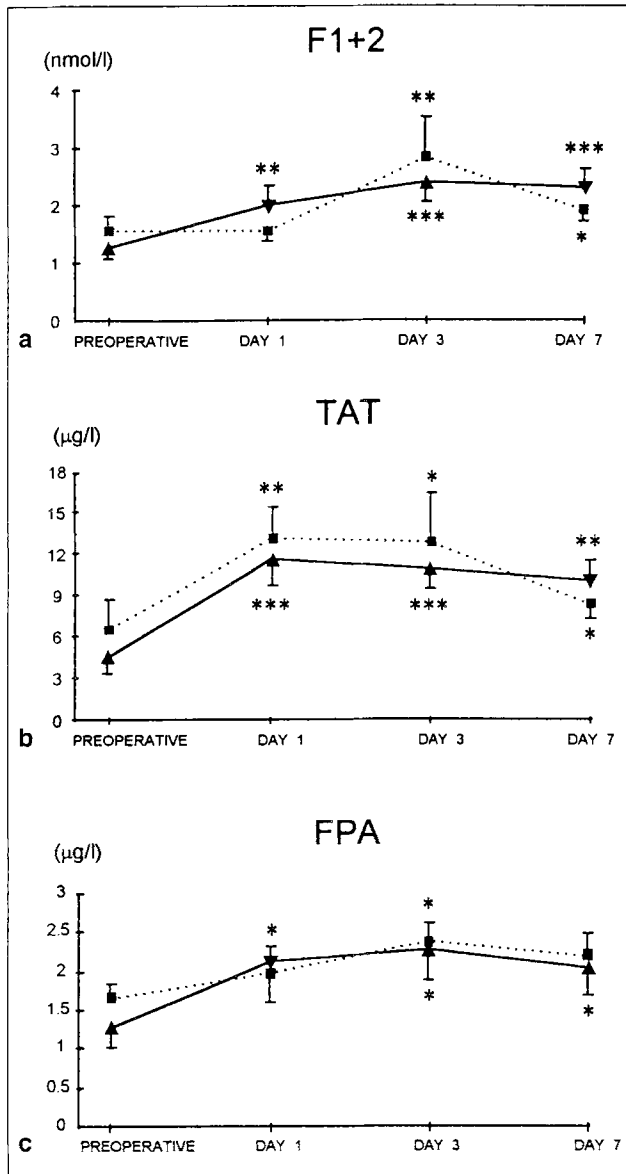 F1+2
(nmol/l)
4
**
**
***
3
2
***
*
1
0
a
PREOPERATIVE DAY 1 DAY 3 DAY 7
TAT
(µg/l)
18
**
*
15
**
12
9
***
***
*
6
3
0
b
PREOPERATIVE DAY 1 DAY 3 DAY 7
FPA
(µg/l)
3
*
*
2.5
2
*
*
1.5
1
0.5
0
c
PREOPERATIVE DAY 1 DAY 3 DAY 7